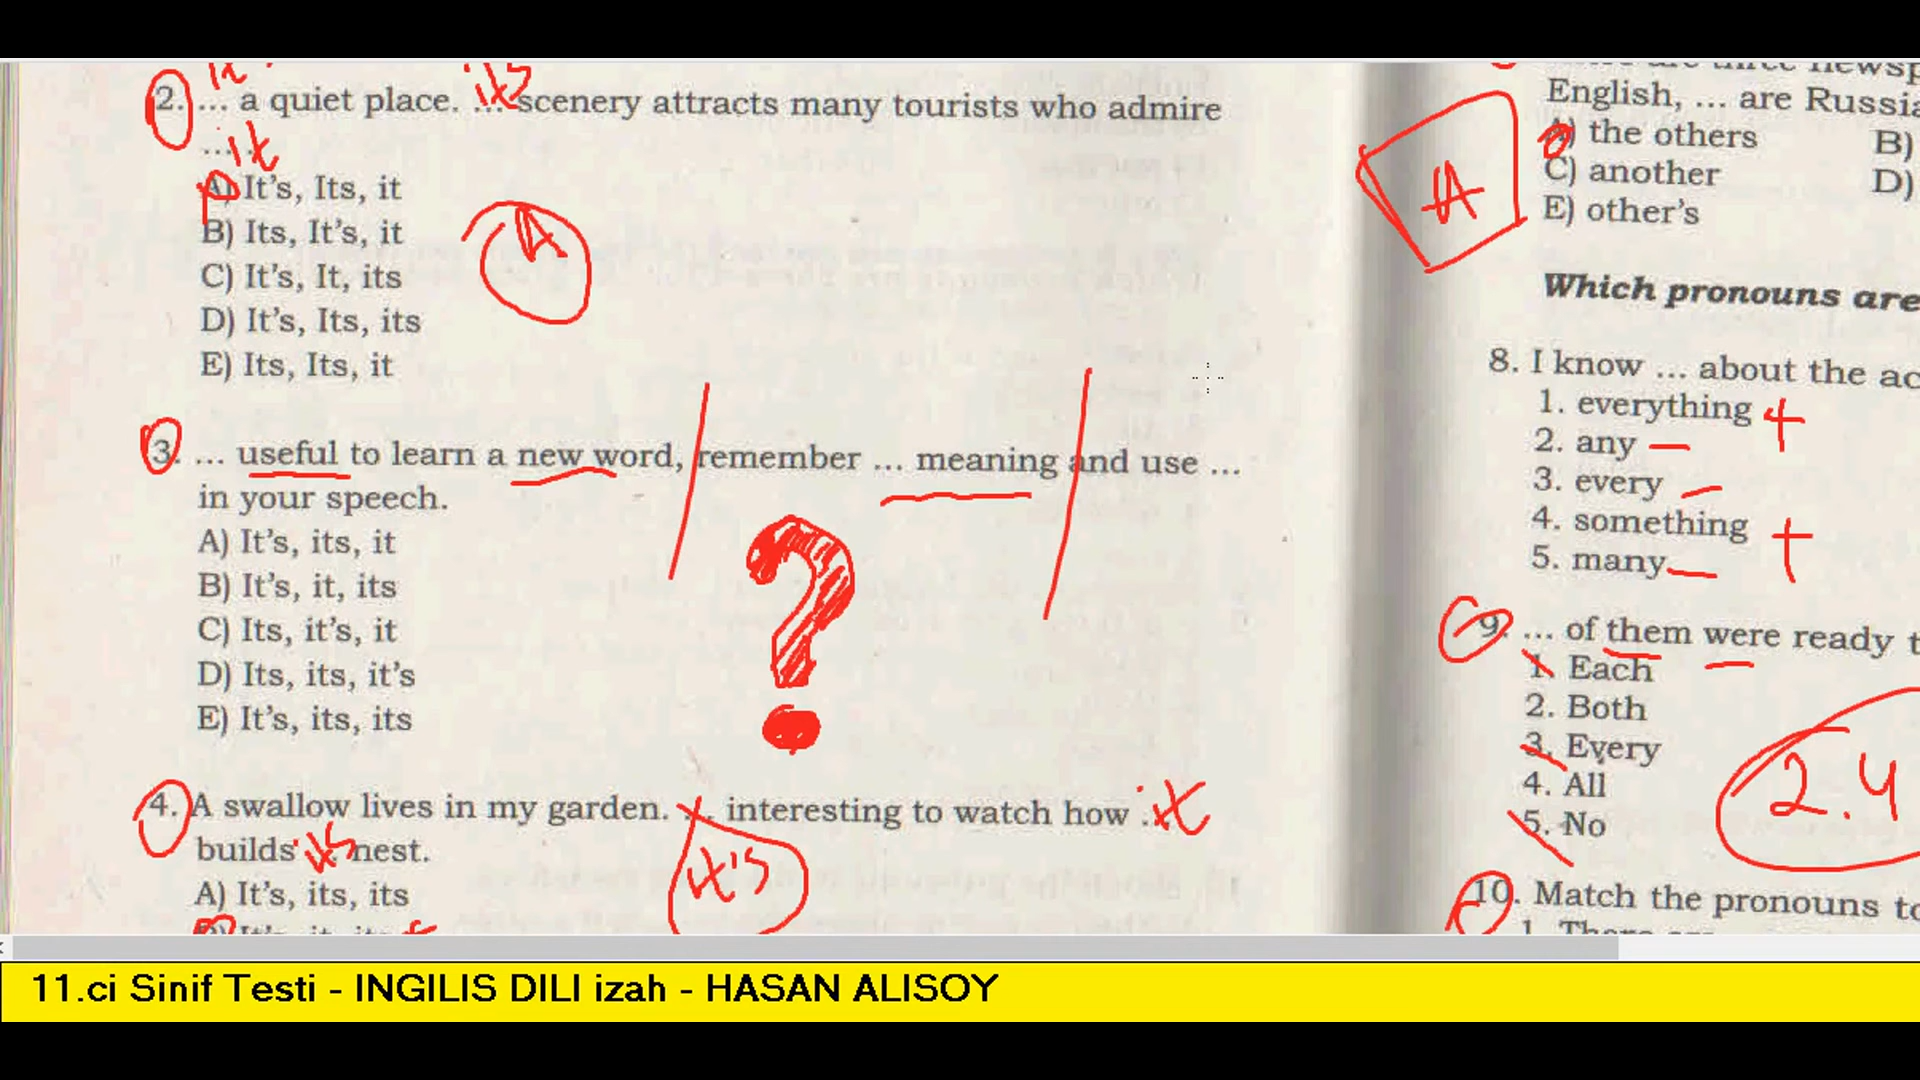 it
2. ... a quiet place. ... its scenery attracts many tourists who admire
... it
A) It's, Its, it
B) Its, It's, it
C) It's, It, its
D) It's, Its, its
E) Its, Its, it
A
3. ... useful to learn a new word, remember ... meaning and use ...
in your speech.
A) It's, its, it
B) It's, it, its
C) Its, it's, it
D) Its, its, it's
E) It's, its, its
?
4. A swallow lives in my garden. ... interesting to watch how ... it
builds its nest.
it's
A) It's, its, its
English, ... are Russia
A) the others B)
C) another D)
E) other's
A
Which pronouns are
8. I know ... about the ac
1. everything +
2. any —
3. every —
4. something +
5. many —
9. ... of them were ready t
1. Each
2. Both
3. Every
4. All
5. No
2.4
10. Match the pronouns to
11.ci Sinif Testi - INGILIS DILI izah - HASAN ALISOY